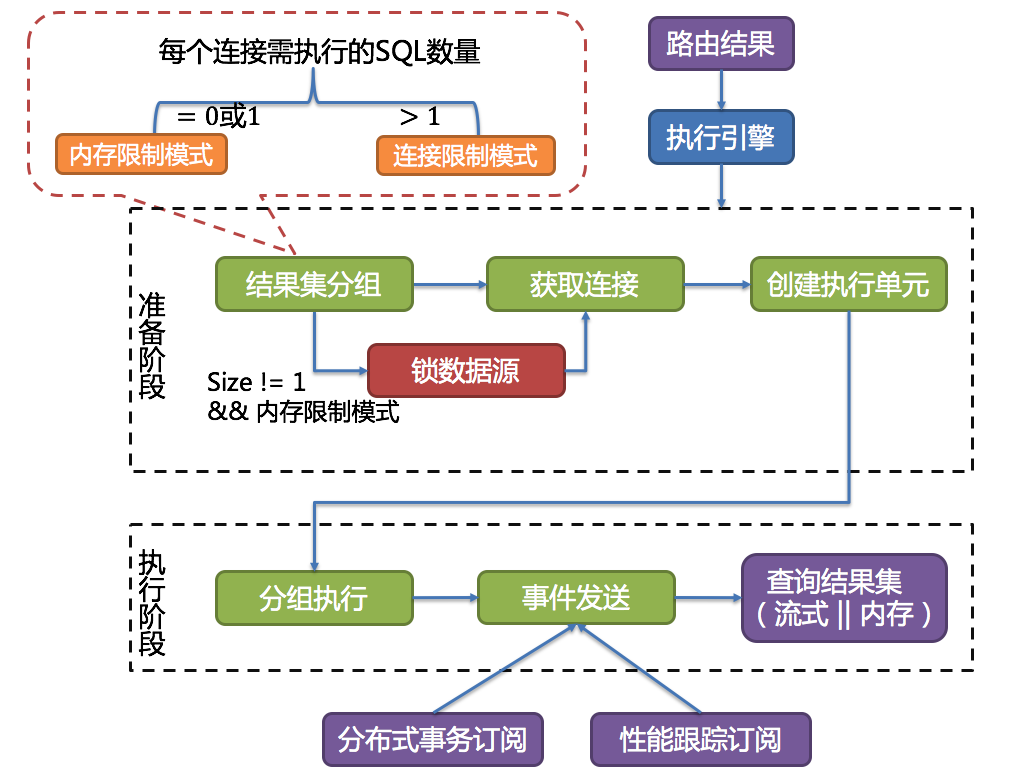 每个连接需执行的SQL数量
= 0或1
> 1
内存限制模式
连接限制模式
路由结果
执行引擎
准备阶段
结果集分组
获取连接
创建执行单元
锁数据源
Size != 1
&& 内存限制模式
执行阶段
分组执行
事件发送
查询结果集
（流式 || 内存）
分布式事务订阅
性能跟踪订阅